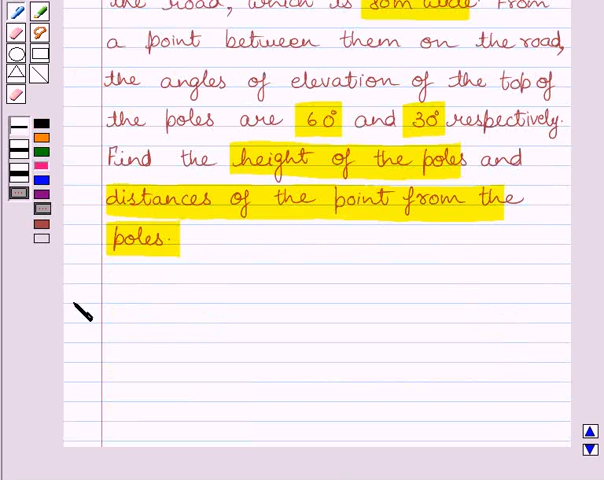 the road, which is 80m wide. From
a point between them on the road,
the angles of elevation of the top of
the poles are 60° and 30° respectively.
Find the height of the poles and
distances of the point from the
poles.